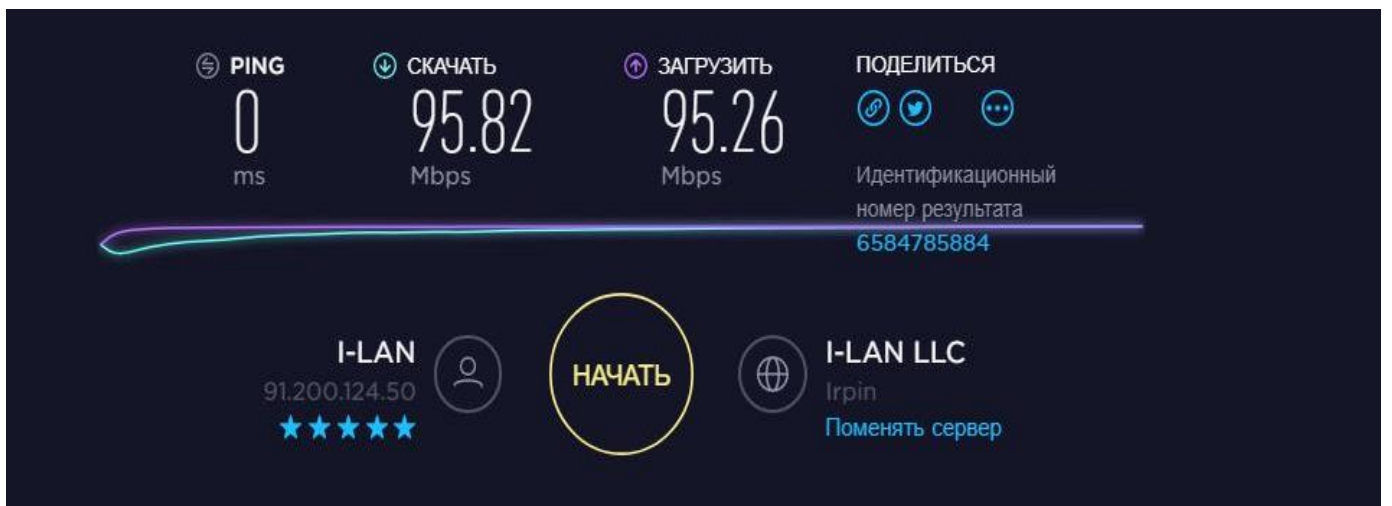 PING
0
ms
СКАЧАТЬ
95.82
Mbps
ЗАГРУЗИТЬ
95.26
Mbps
ПОДЕЛИТЬСЯ
Идентификационный
номер результата
6584785884
I-LAN
91.200.124.50
НАЧАТЬ
I-LAN LLC
Irpin
Поменять сервер